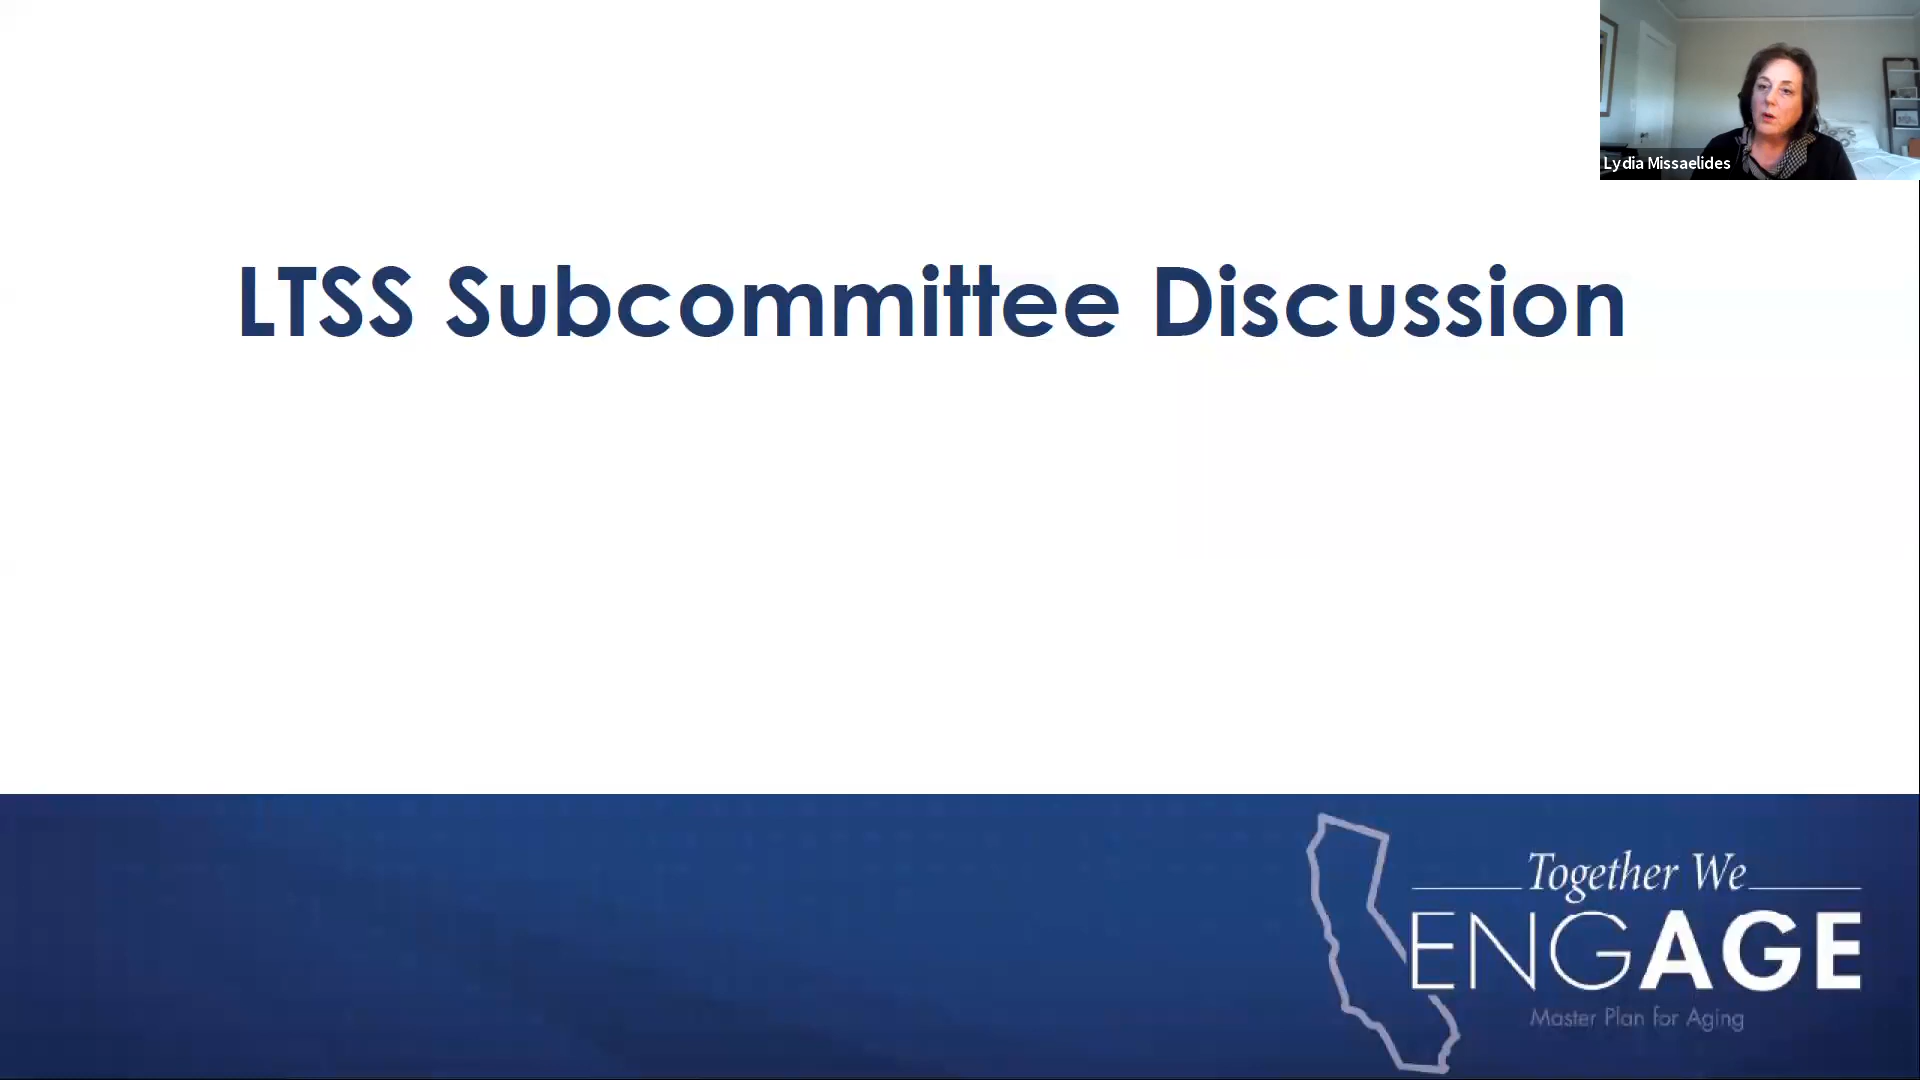 Lydia Missaelides
LTSS Subcommittee Discussion
Together We
ENGAGE
Master Plan for Aging